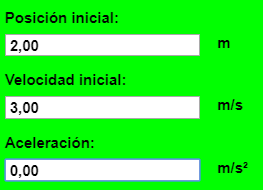 Posición inicial:
2,00 m
Velocidad inicial:
3,00 m/s
Aceleración:
0,00 m/s²